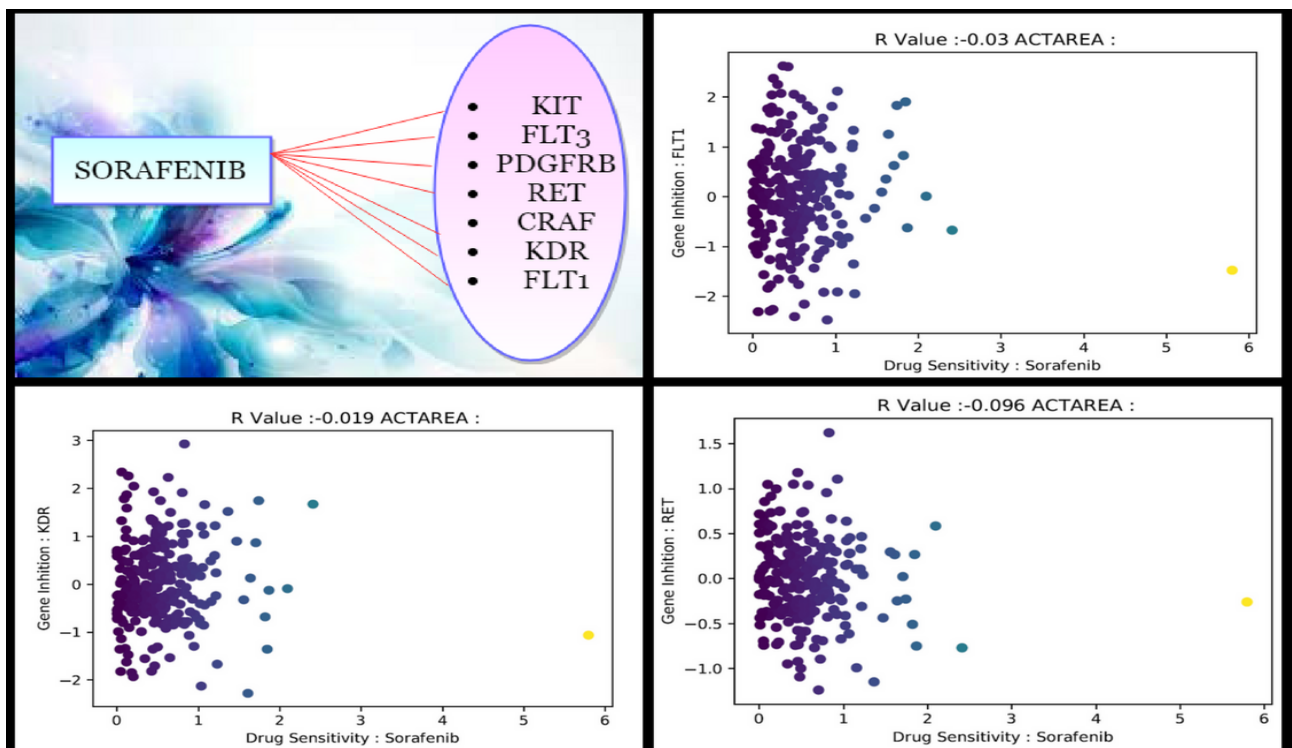 SORAFENIB
• KIT
• FLT3
• PDGFRB
• RET
• CRAF
• KDR
• FLT1
R Value :-0.03 ACTAREA :
Gene Inhition : FLT1
2
1
0
−1
−2
0 1 2 3 4 5 6
Drug Sensitivity : Sorafenib
R Value :-0.019 ACTAREA :
Gene Inhition : KDR
3
2
1
0
−1
−2
0 1 2 3 4 5 6
Drug Sensitivity : Sorafenib
R Value :-0.096 ACTAREA :
Gene Inhition : RET
1.5
1.0
0.5
0.0
−0.5
−1.0
0 1 2 3 4 5 6
Drug Sensitivity : Sorafenib